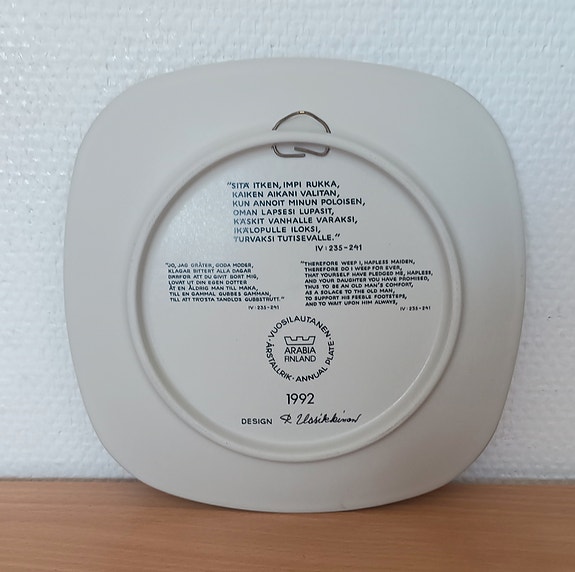 "SITÄ ITKEN, IMPI RUKKA,
KAIKEN AIKANI VALITAN,
KUN ANNOIT MINUN POLOISEN,
OMAN LAPSESI LUPASIT,
KÄSKIT VANHALLE VARAKSI,
IKÄLOPULLE ILOKSI,
TURVAKSI TUTISEVALLE."
IV:235-241
"JO, JAG GRÅTER, GODA MODER,
KLAGAR BITTERT ALLA DAGAR
DÄRFÖR ATT DU GIVIT BORT MIG,
LOVAT UT DIN EGEN DOTTER
ÅT EN ÅLDRIG MAN TILL MAKA,
TILL EN GAMMAL GUBBES GAMMAN,
TILL ATT TRÖSTA TANDLÖS GUBBSTRUTT."
IV:235-241
"THEREFORE WEEP I, HAPLESS MAIDEN,
THEREFORE DO I WEEP FOR EVER,
THAT YOURSELF HAVE PLEDGED ME, HAPLESS,
AND YOUR DAUGHTER YOU HAVE PROMISED,
THUS TO BE AN OLD MAN'S COMFORT,
AS A SOLACE TO THE OLD MAN,
TO SUPPORT HIS FEEBLE FOOTSTEPS,
AND TO WAIT UPON HIM ALWAYS,
IV:235-241
VUOSILAUTANEN · ÅRSTALLRIK · ANNUAL PLATE ·
ARABIA
FINLAND
1992
DESIGN R. Uosikkinen